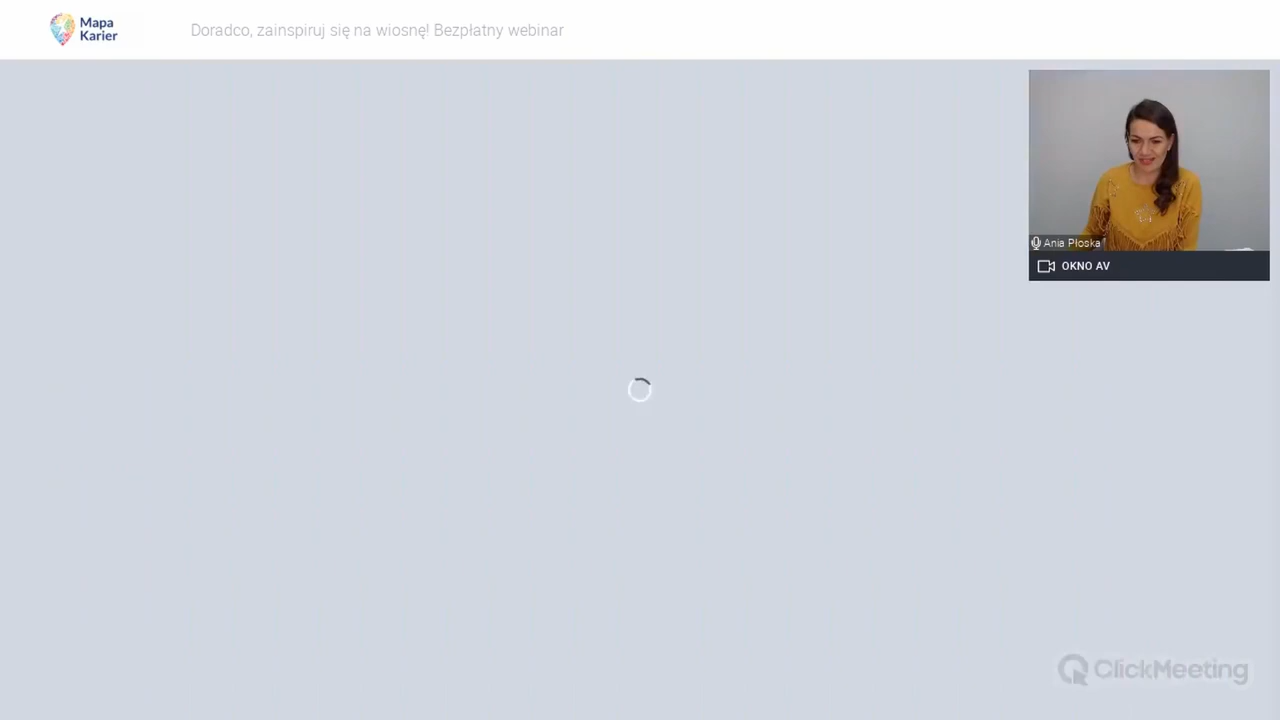 Mapa
Karier
Doradco, zainspiruj się na wiosnę! Bezpłatny webinar
Ania Płoska
OKNO AV
ClickMeeting